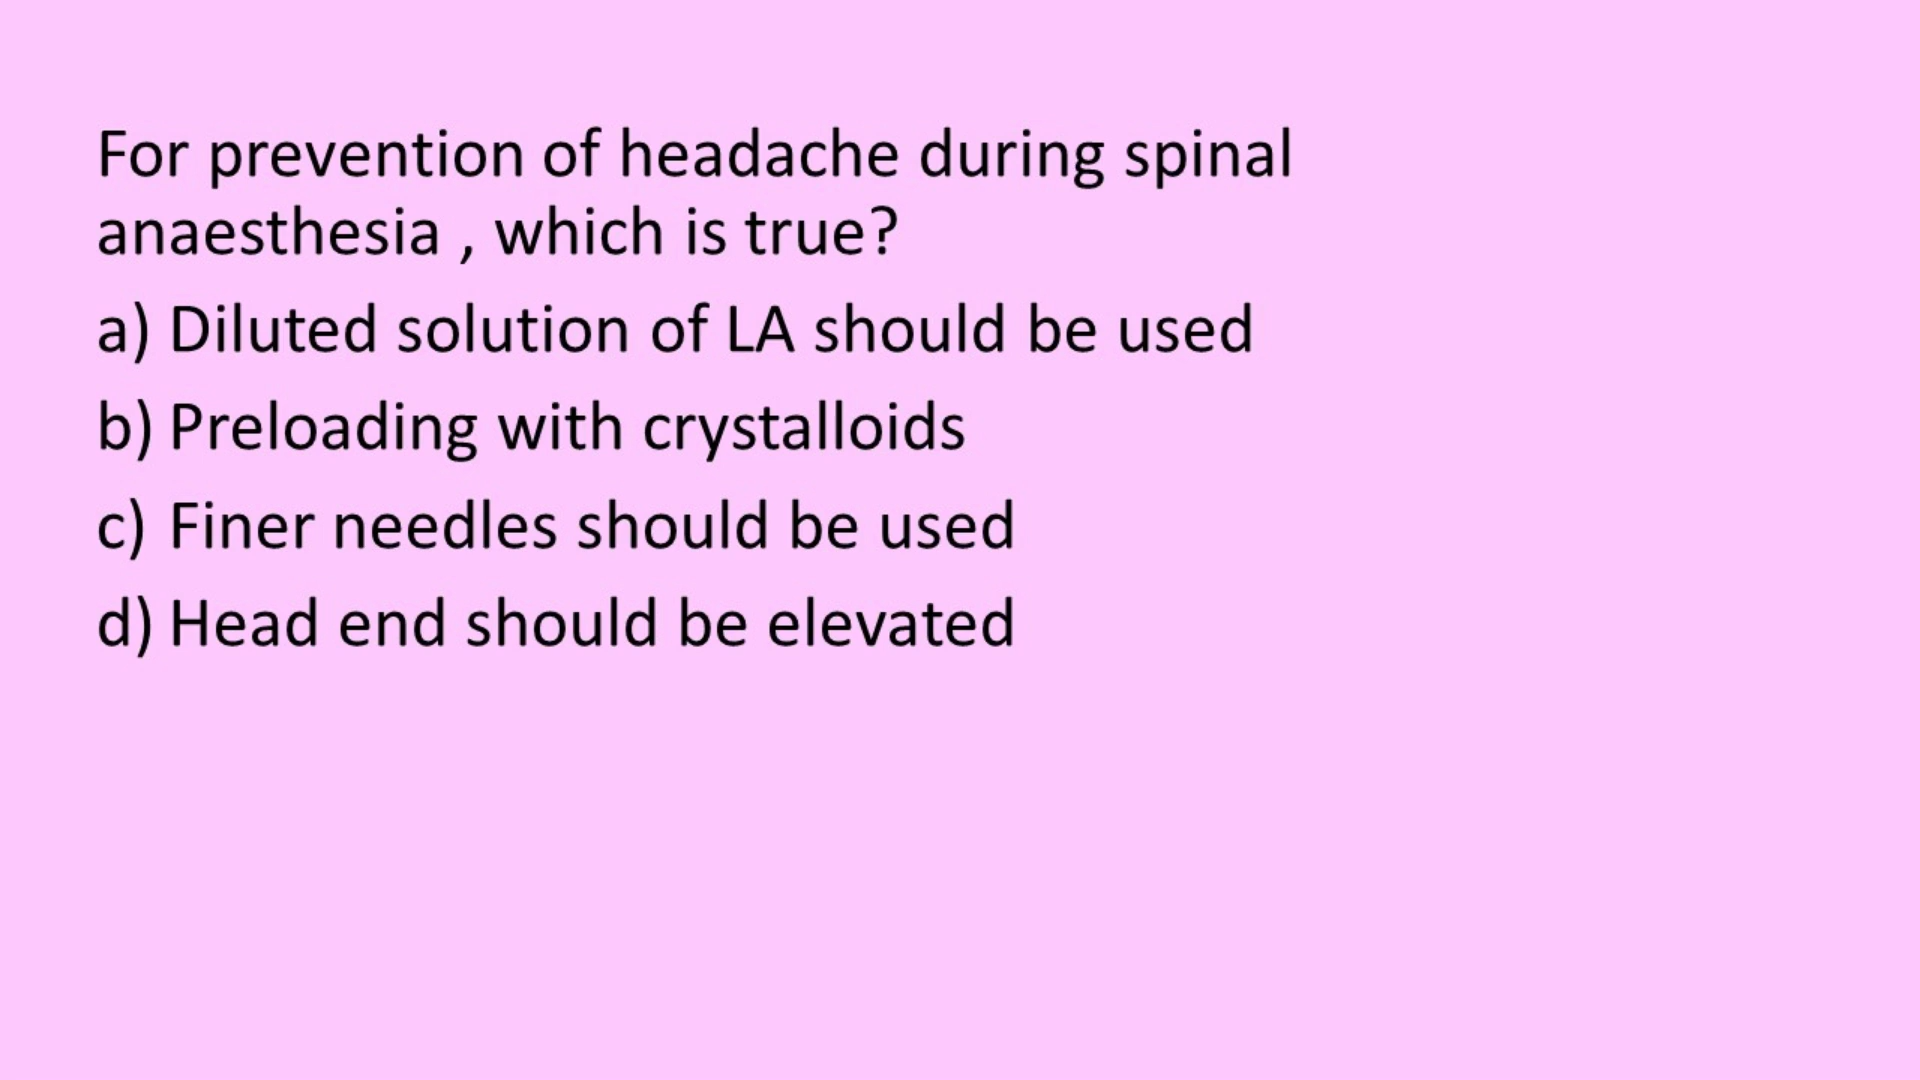 For prevention of headache during spinal
anaesthesia , which is true?
a) Diluted solution of LA should be used
b) Preloading with crystalloids
c) Finer needles should be used
d) Head end should be elevated